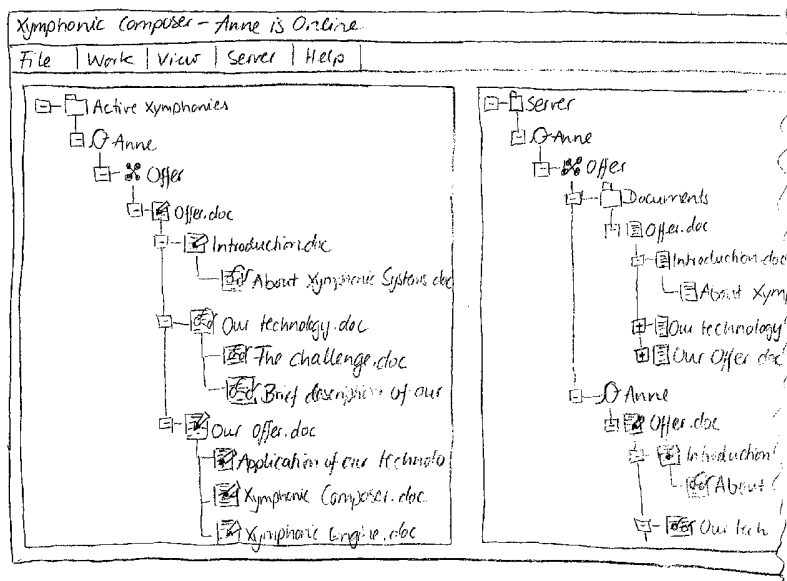 Xymphonic Composer - Anne is Online
File Work View Server Help
Active Xymphonies
Anne
Offer
Offer.doc
Introduction.doc
About Xymphonic Systems.doc
Our technology.doc
The challenge.doc
Brief description of our
Our offer.doc
Application of our technolo
Xymphonic Composer.doc
Xymphonic Engine.doc
Server
Anne
Offer
Documents
Offer.doc
Introduction.doc
About Xym
Our technology
Our Offer doc
Anne
Offer.doc
Introduction
About
Our tech